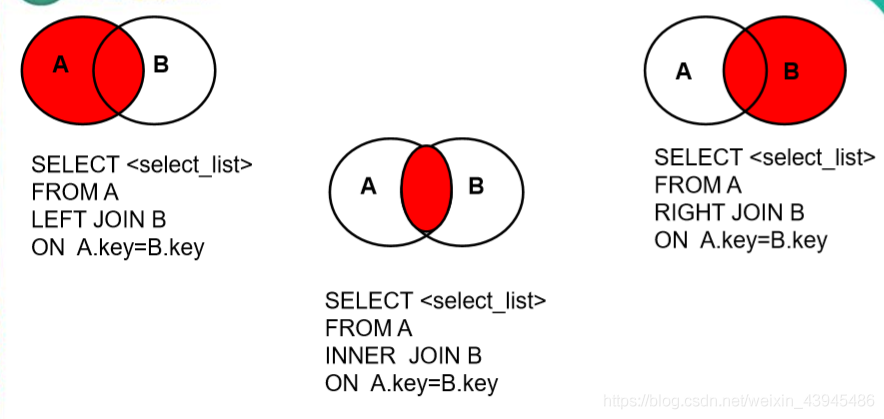 A B
SELECT <select_list>
FROM A
LEFT JOIN B
ON A.key=B.key
A B
SELECT <select_list>
FROM A
INNER JOIN B
ON A.key=B.key
A B
SELECT <select_list>
FROM A
RIGHT JOIN B
ON A.key=B.key
https://blog.csdn.net/weixin_43945486